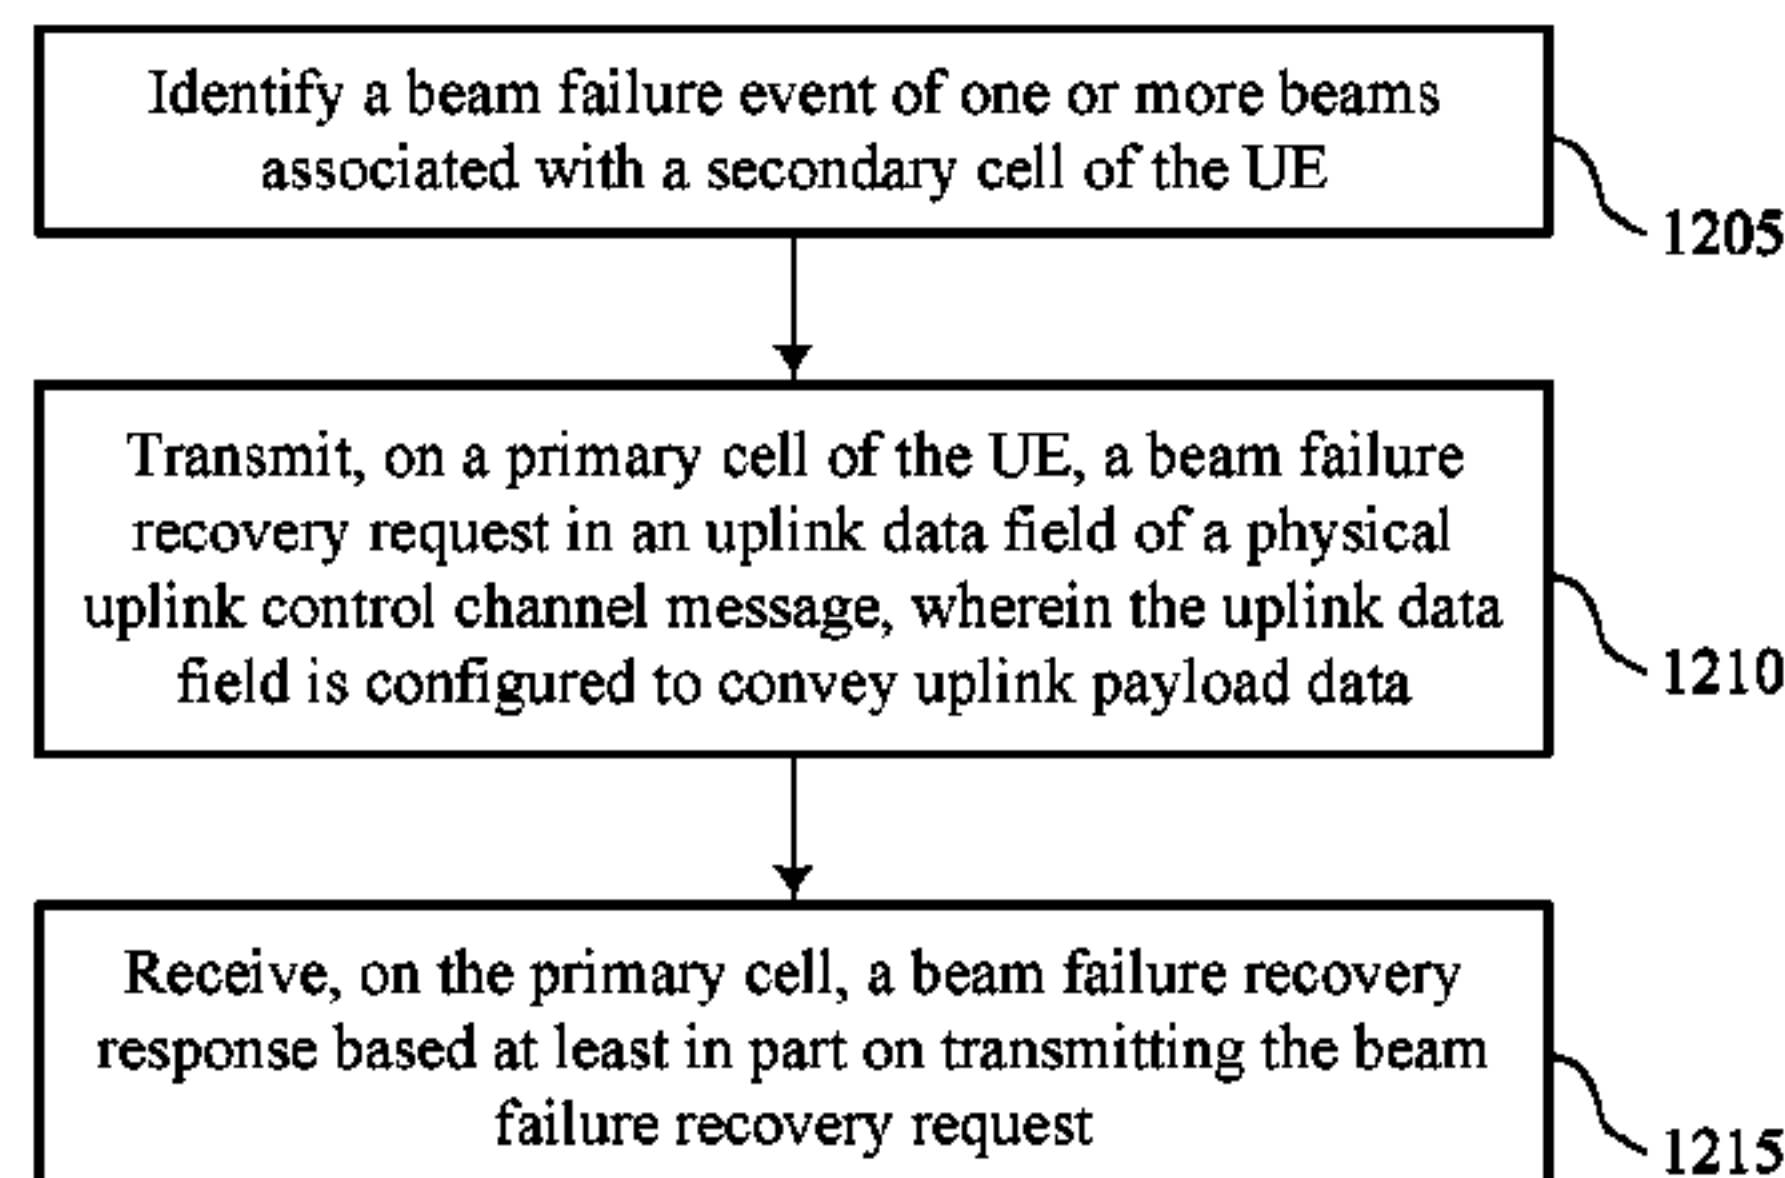 Identify a beam failure event of one or more beams
associated with a secondary cell of the UE
1205
Transmit, on a primary cell of the UE, a beam failure
recovery request in an uplink data field of a physical
uplink control channel message, wherein the uplink data
field is configured to convey uplink payload data
1210
Receive, on the primary cell, a beam failure recovery
response based at least in part on transmitting the beam
failure recovery request
1215